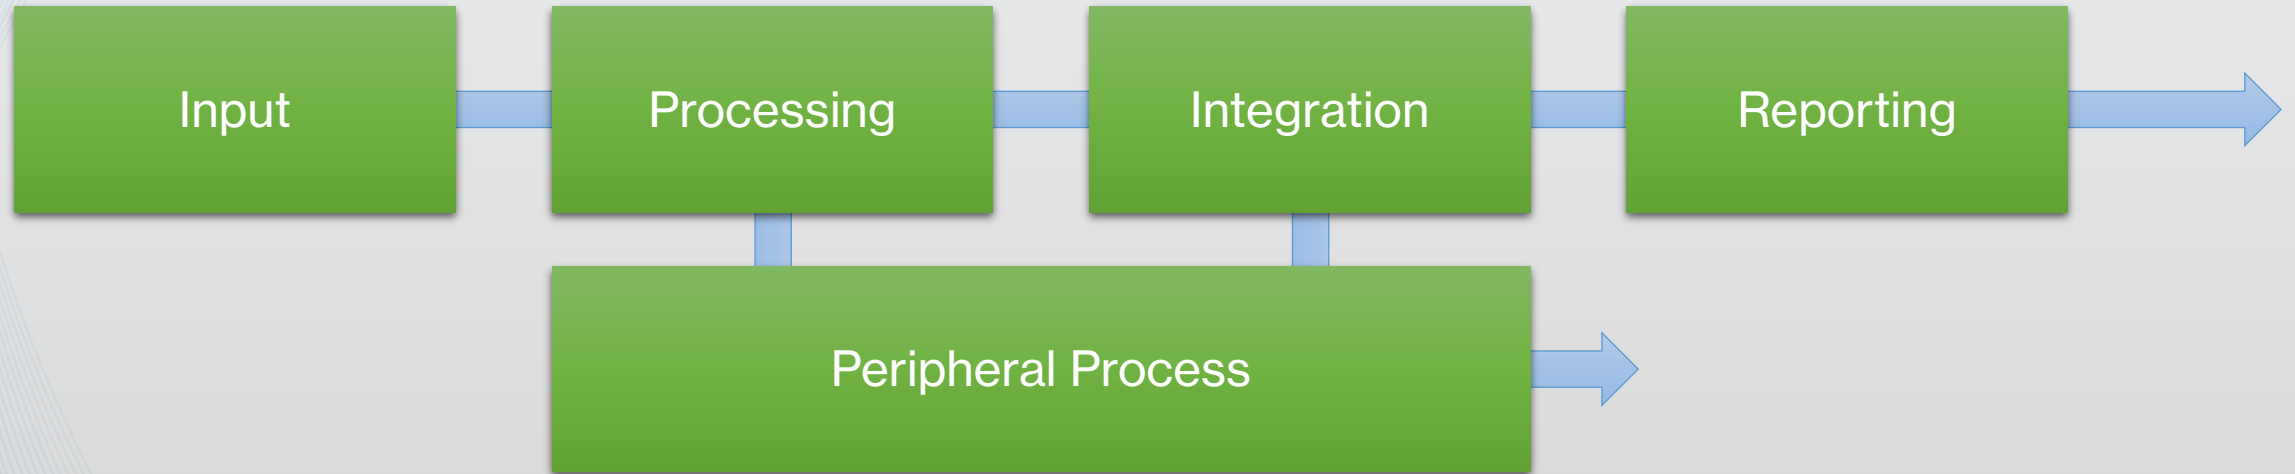 Input
Processing
Integration
Reporting
Peripheral Process